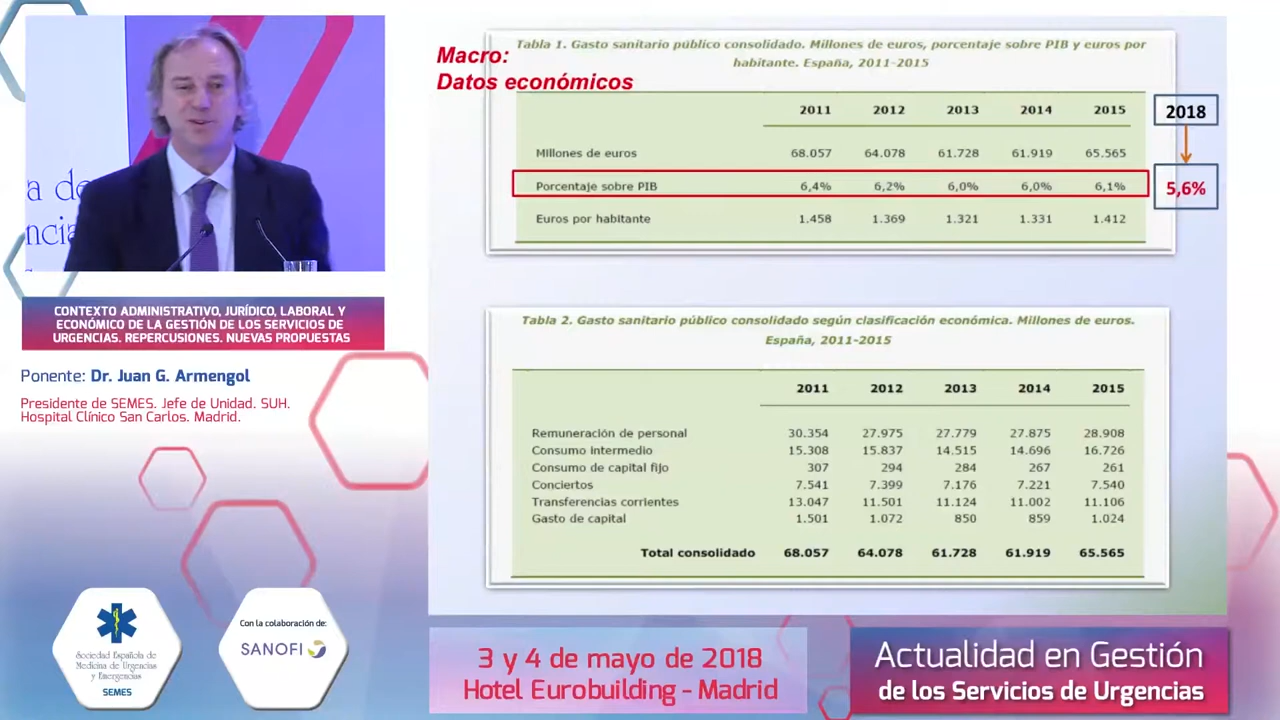 a de
ncia
CONTEXTO ADMINISTRATIVO, JURÍDICO, LABORAL Y
ECONÓMICO DE LA GESTIÓN DE LOS SERVICIOS DE
URGENCIAS. REPERCUSIONES. NUEVAS PROPUESTAS
Ponente: Dr. Juan G. Armengol
Presidente de SEMES. Jefe de Unidad. SUH.
Hospital Clínico San Carlos. Madrid.
Sociedad Española de
Medicina de Urgencias
y Emergencias
SEMES
Con la colaboración de:
SANOFI
Macro:
Datos económicos
Tabla 1. Gasto sanitario público consolidado. Millones de euros, porcentaje sobre PIB y euros por
habitante. España, 2011-2015
2011 2012 2013 2014 2015
Millones de euros 68.057 64.078 61.728 61.919 65.565
Porcentaje sobre PIB 6,4% 6,2% 6,0% 6,0% 6,1%
Euros por habitante 1.458 1.369 1.321 1.331 1.412
2018
5,6%
Tabla 2. Gasto sanitario público consolidado según clasificación económica. Millones de euros.
España, 2011-2015
2011 2012 2013 2014 2015
Remuneración de personal 30.354 27.975 27.779 27.875 28.908
Consumo intermedio 15.308 15.837 14.515 14.696 16.726
Consumo de capital fijo 307 294 284 267 261
Conciertos 7.541 7.399 7.176 7.221 7.540
Transferencias corrientes 13.047 11.501 11.124 11.002 11.106
Gasto de capital 1.501 1.072 850 859 1.024
Total consolidado 68.057 64.078 61.728 61.919 65.565
3 y 4 de mayo de 2018
Hotel Eurobuilding - Madrid
Actualidad en Gestión
de los Servicios de Urgencias